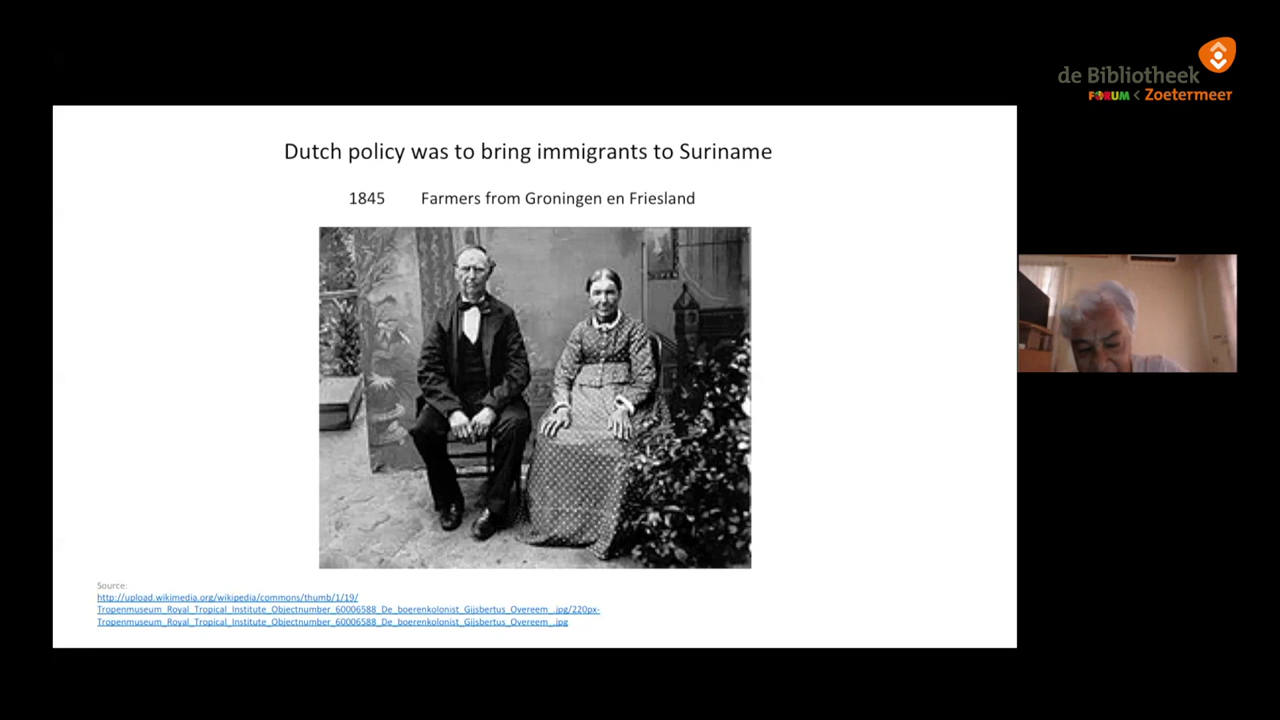 de Bibliotheek
FORUM < Zoetermeer
Dutch policy was to bring immigrants to Suriname
1845 Farmers from Groningen en Friesland
Source:
http://upload.wikimedia.org/wikipedia/commons/thumb/1/19/
Tropenmuseum_Royal_Tropical_Institute_Objectnumber_60006588_De_boerenkolonist_Gijsbertus_Overeem_.jpg/220px-
Tropenmuseum_Royal_Tropical_Institute_Objectnumber_60006588_De_boerenkolonist_Gijsbertus_Overeem_.jpg